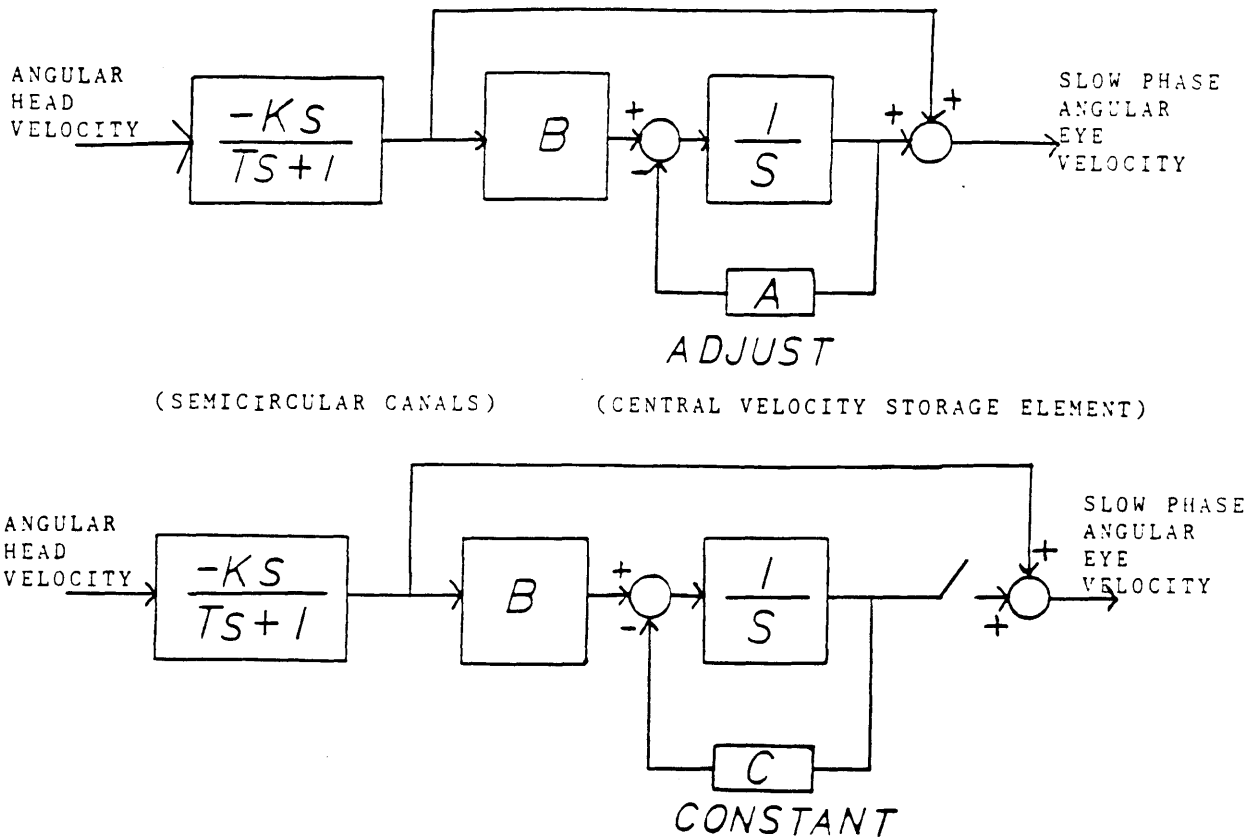 ANGULAR
HEAD
VELOCITY
-KS
TS+1
B
+
-
1
S
+
+
SLOW PHASE
ANGULAR
EYE
VELOCITY
A
ADJUST
(SEMICIRCULAR CANALS) (CENTRAL VELOCITY STORAGE ELEMENT)
ANGULAR
HEAD
VELOCITY
-KS
TS+1
B
+
-
1
S
+
+
SLOW PHASE
ANGULAR
EYE
VELOCITY
C
CONSTANT